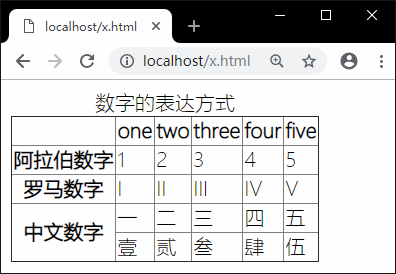 localhost/x.html
localhost/x.html
数字的表达方式
one two three four five
阿拉伯数字 1 2 3 4 5
罗马数字 I II III IV V
中文数字 一 二 三 四 五
壹 贰 叁 肆 伍